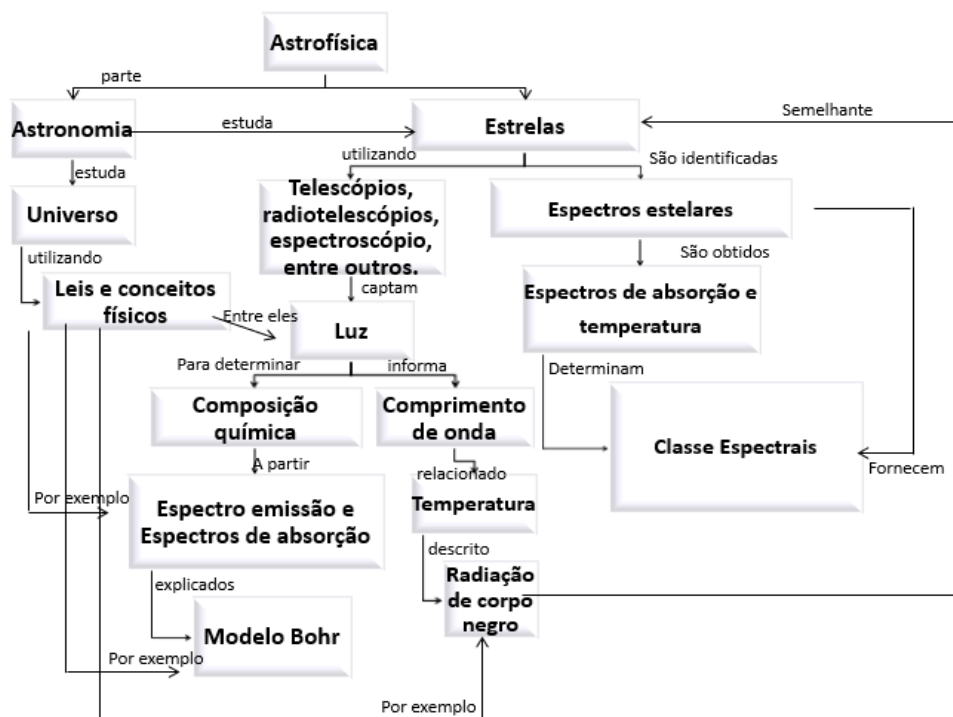 Astrofísica
parte
Astronomia
estuda
Estrelas
Semelhante
estuda
utilizando
São identificadas
Universo
Telescópios,
radiotelescópios,
espectroscópio,
entre outros.
Espectros estelares
utilizando
São obtidos
Leis e conceitos
físicos
captam
Espectros de absorção e
temperatura
Entre eles
Luz
Para determinar
informa
Determinam
Composição
química
Comprimento
de onda
Classe Espectrais
A partir
relacionado
Fornecem
Por exemplo
Espectro emissão e
Espectros de absorção
Temperatura
descrito
explicados
Radiação
de corpo
negro
Modelo Bohr
Por exemplo
Por exemplo